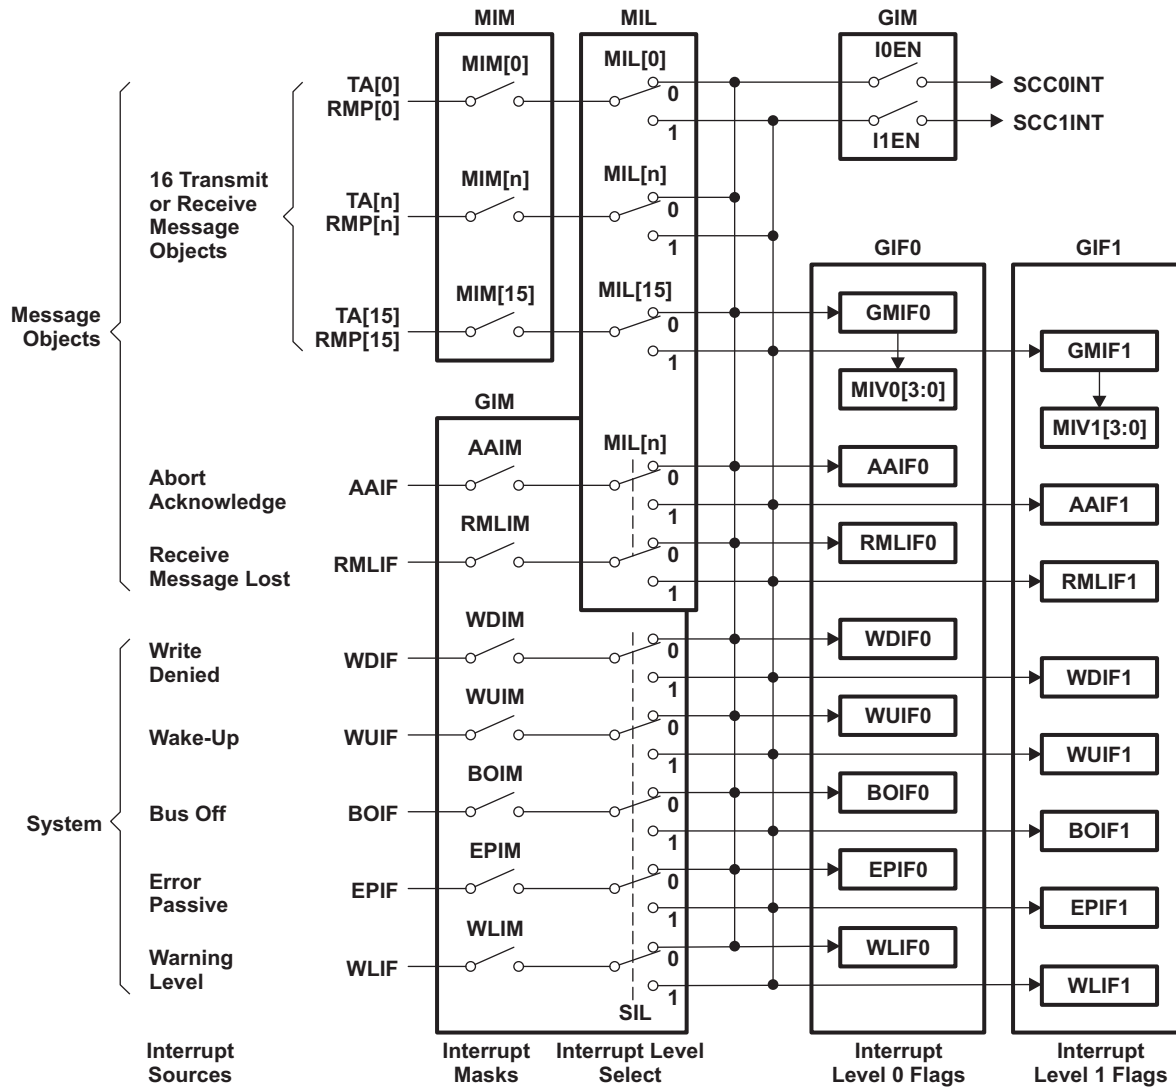 MIM
MIL
GIM
MIM[0]
MIL[0]
I0EN
TA[0]
RMP[0]
0
1
SCC0INT
SCC1INT
I1EN
16 Transmit
or Receive
Message
Objects
TA[n]
RMP[n]
MIM[n]
MIL[n]
0
1
GIF0
GIF1
Message
Objects
TA[15]
RMP[15]
MIM[15]
MIL[15]
0
1
GMIF0
GMIF1
MIV0[3:0]
MIV1[3:0]
GIM
MIL[n]
Abort
Acknowledge
AAIF
AAIM
0
1
AAIF0
AAIF1
Receive
Message Lost
RMLIF
RMLIM
0
1
RMLIF0
RMLIF1
System
Write
Denied
WDIF
WDIM
0
1
WDIF0
WDIF1
Wake-Up
WUIF
WUIM
0
1
WUIF0
WUIF1
Bus Off
BOIF
BOIM
0
1
BOIF0
BOIF1
Error
Passive
EPIF
EPIM
0
1
EPIF0
EPIF1
Warning
Level
WLIF
WLIM
0
1
WLIF0
WLIF1
SIL
Interrupt
Sources
Interrupt
Masks
Interrupt Level
Select
Interrupt
Level 0 Flags
Interrupt
Level 1 Flags